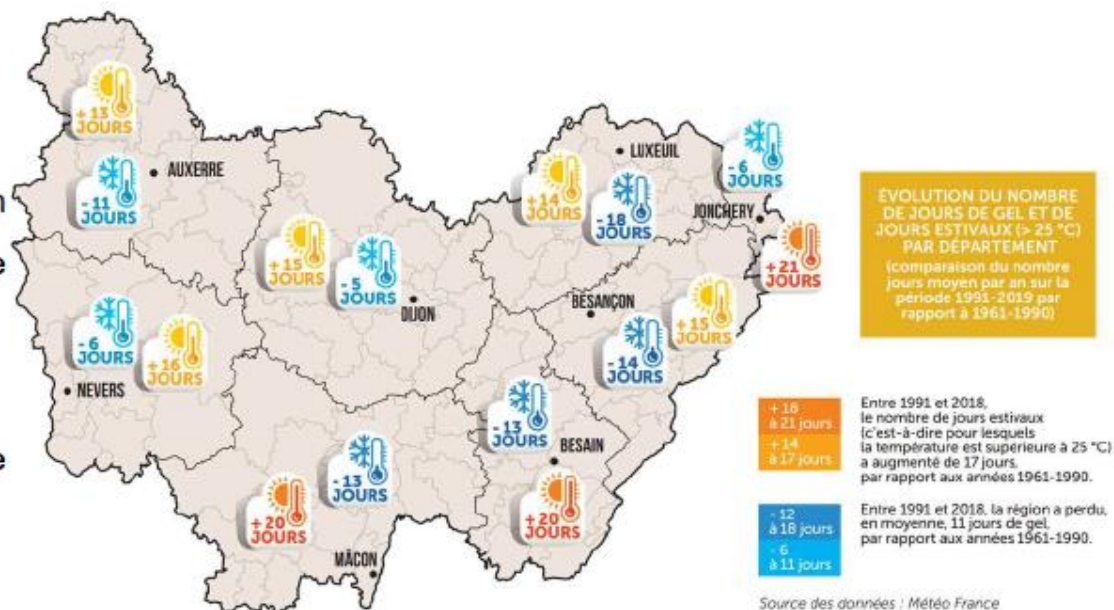 + 13
JOURS
- 11
JOURS
AUXERRE
n
e
e
+ 15
JOURS
- 5
JOURS
DIJON
+ 14
JOURS
LUXEUIL
- 18
JOURS
- 6
JOURS
JONCHERY
+ 21
JOURS
- 6
JOURS
+ 16
JOURS
NEVERS
BESANÇON
+ 15
JOURS
- 14
JOURS
- 13
JOURS
BESAIN
+ 20
JOURS
- 13
JOURS
+ 20
JOURS
MÂCON
ÉVOLUTION DU NOMBRE
DE JOURS DE GEL ET DE
JOURS ESTIVAUX (> 25 °C)
PAR DÉPARTEMENT
(comparaison du nombre
jours moyen par an sur la
période 1991-2019 par
rapport à 1961-1990)
+ 18
à 21 jours
+ 14
à 17 jours
Entre 1991 et 2018,
le nombre de jours estivaux
(c'est-à-dire pour lesquels
la température est supérieure à 25 °C)
a augmenté de 17 jours,
par rapport aux années 1961-1990.
- 12
à 18 jours
- 6
à 11 jours
Entre 1991 et 2018, la région a perdu,
en moyenne, 11 jours de gel,
par rapport aux années 1961-1990.
Source des données : Météo France